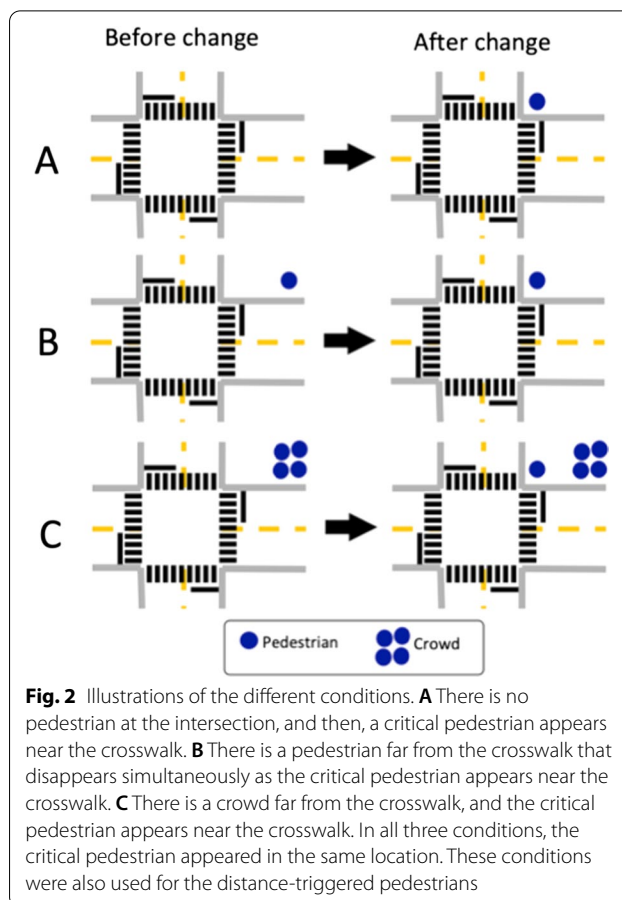 Before change After change
A
B
C
Pedestrian Crowd
Fig. 2 Illustrations of the different conditions. A There is no
pedestrian at the intersection, and then, a critical pedestrian appears
near the crosswalk. B There is a pedestrian far from the crosswalk that
disappears simultaneously as the critical pedestrian appears near the
crosswalk. C There is a crowd far from the crosswalk, and the critical
pedestrian appears near the crosswalk. In all three conditions, the
critical pedestrian appeared in the same location. These conditions
were also used for the distance-triggered pedestrians